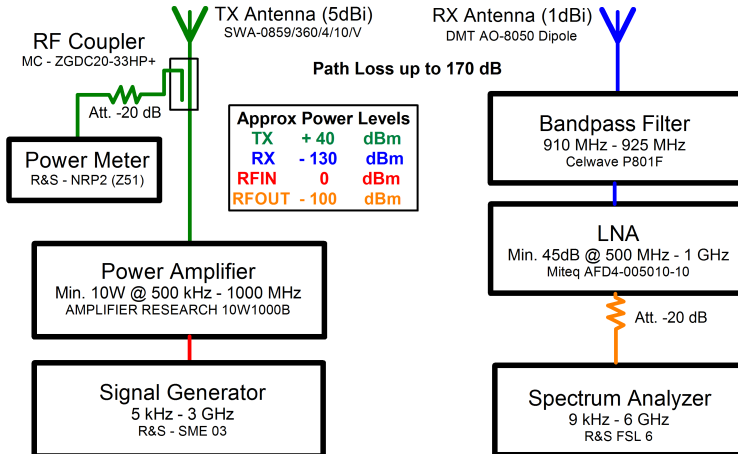 TX Antenna (5dBi)
SWA-0859/360/4/10/V
RX Antenna (1dBi)
DMT AO-8050 Dipole
RF Coupler
MC - ZGDC20-33HP+
Path Loss up to 170 dB
Att. -20 dB
Approx Power Levels
TX + 40 dBm
RX - 130 dBm
RFIN 0 dBm
RFOUT - 100 dBm
Power Meter
R&S - NRP2 (Z51)
Bandpass Filter
910 MHz - 925 MHz
Celwave P801F
LNA
Min. 45dB @ 500 MHz - 1 GHz
Miteq AFD4-005010-10
Power Amplifier
Min. 10W @ 500 kHz - 1000 MHz
AMPLIFIER RESEARCH 10W1000B
Att. -20 dB
Signal Generator
5 kHz - 3 GHz
R&S - SME 03
Spectrum Analyzer
9 kHz - 6 GHz
R&S FSL 6